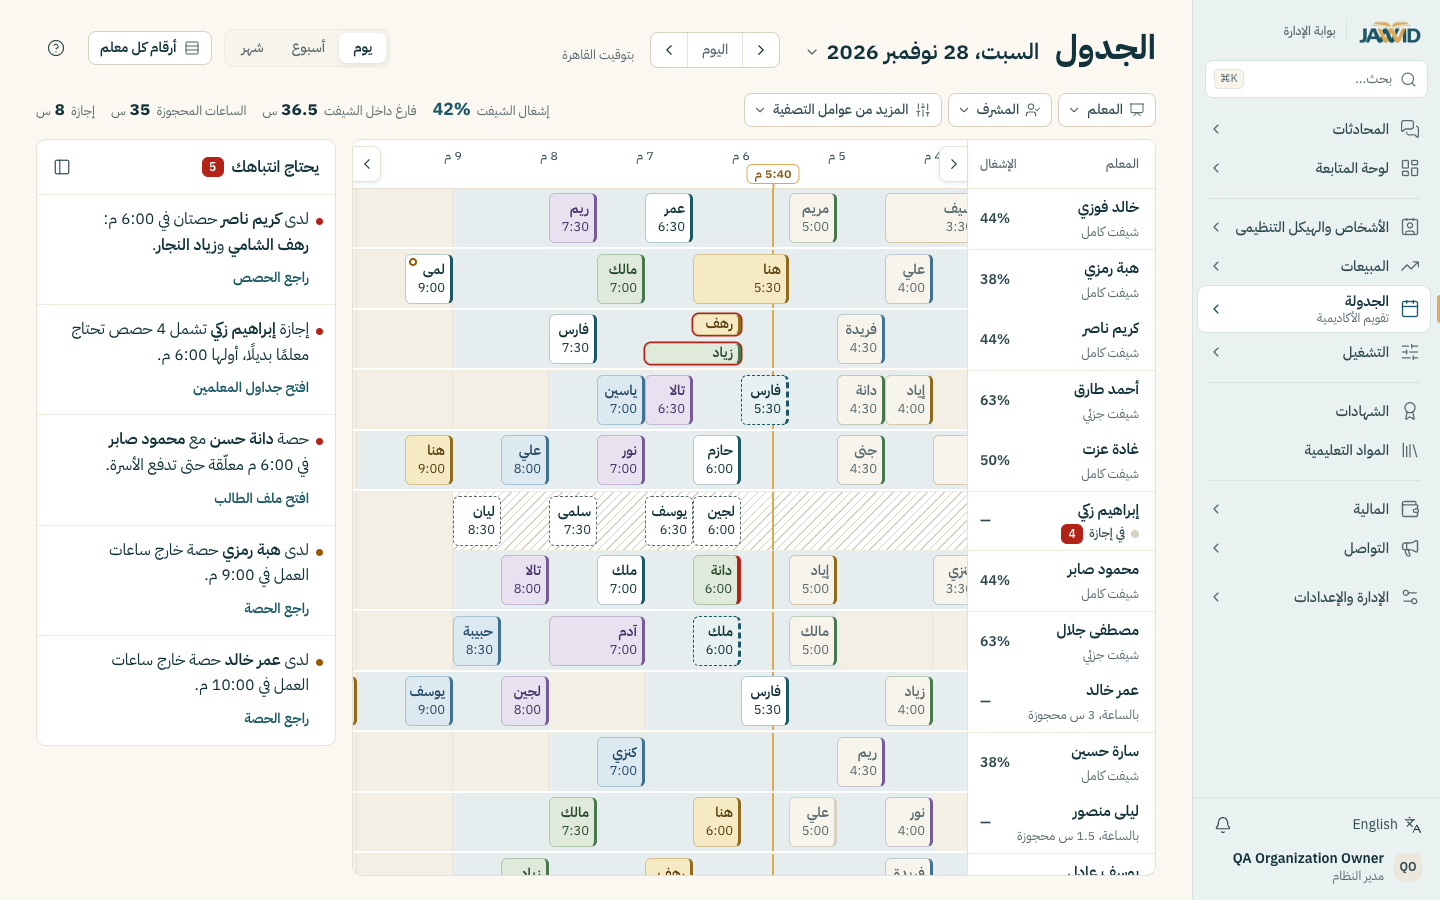 JAWWID
بوابة الإدارة
بحث...
⌘K
المحادثات
لوحة المتابعة
الأشخاص والهيكل التنظيمي
المبيعات
الجدولة
تقويم الأكاديمية
التشغيل
الشهادات
المواد التعليمية
المالية
التواصل
الإدارة والإعدادات
English
QA Organization Owner
مدير النظام
QO
الجدول
السبت، 28 نوفمبر 2026
اليوم
بتوقيت القاهرة
يوم
أسبوع
شهر
أرقام كل معلم
المعلم
المشرف
المزيد من عوامل التصفية
إشغال الشيفت 42%
فارغ داخل الشيفت 36.5 س
الساعات المحجوزة 35 س
إجازة 8 س
المعلم
الإشغال
5 م
6 م
7 م
8 م
9 م
5:40 م
خالد فوزي
شيفت كامل
44%
3:30
مريم
5:00
عمر
6:30
ريم
7:30
هبة رمزي
شيفت كامل
38%
علي
4:00
هنا
5:30
مالك
7:00
لمى
9:00
كريم ناصر
شيفت كامل
44%
فريدة
4:30
رهف
زياد
فارس
7:30
أحمد طارق
شيفت جزئي
63%
إياد
4:00
دانة
4:30
فارس
5:30
تالا
6:30
ياسين
7:00
غادة عزت
شيفت كامل
50%
جنى
4:30
حازم
6:00
نور
7:00
علي
8:00
هنا
9:00
إبراهيم زكي
في إجازة 4
—
لجين
6:00
يوسف
6:30
سلمى
7:30
ليان
8:30
محمود صابر
شيفت كامل
44%
3:30
إياد
5:00
دانة
6:00
ملك
7:00
تالا
8:00
مصطفى جلال
شيفت جزئي
63%
مالك
5:00
ملك
6:00
آدم
7:00
حبيبة
8:30
عمر خالد
بالساعة، 3 س محجوزة
—
زياد
4:00
فارس
5:30
لجين
8:00
يوسف
9:00
سارة حسين
شيفت كامل
38%
ريم
4:30
كنزي
7:00
ليلى منصور
بالساعة، 1.5 س محجوزة
—
نور
4:00
علي
5:00
هنا
6:00
مالك
7:30
يوسف عادل
فريدة
رهف
زياد
يحتاج انتباهك 5
لدى كريم ناصر حصتان في 6:00 م:
رهف الشامي وزياد النجار.
راجع الحصص
إجازة إبراهيم زكي تشمل 4 حصص تحتاج
معلمًا بديلًا، أولها 6:00 م.
افتح جداول المعلمين
حصة دانة حسن مع محمود صابر
في 6:00 م معلّقة حتى تدفع الأسرة.
افتح ملف الطالب
لدى هبة رمزي حصة خارج ساعات
العمل في 9:00 م.
راجع الحصة
لدى عمر خالد حصة خارج ساعات
العمل في 10:00 م.
راجع الحصة